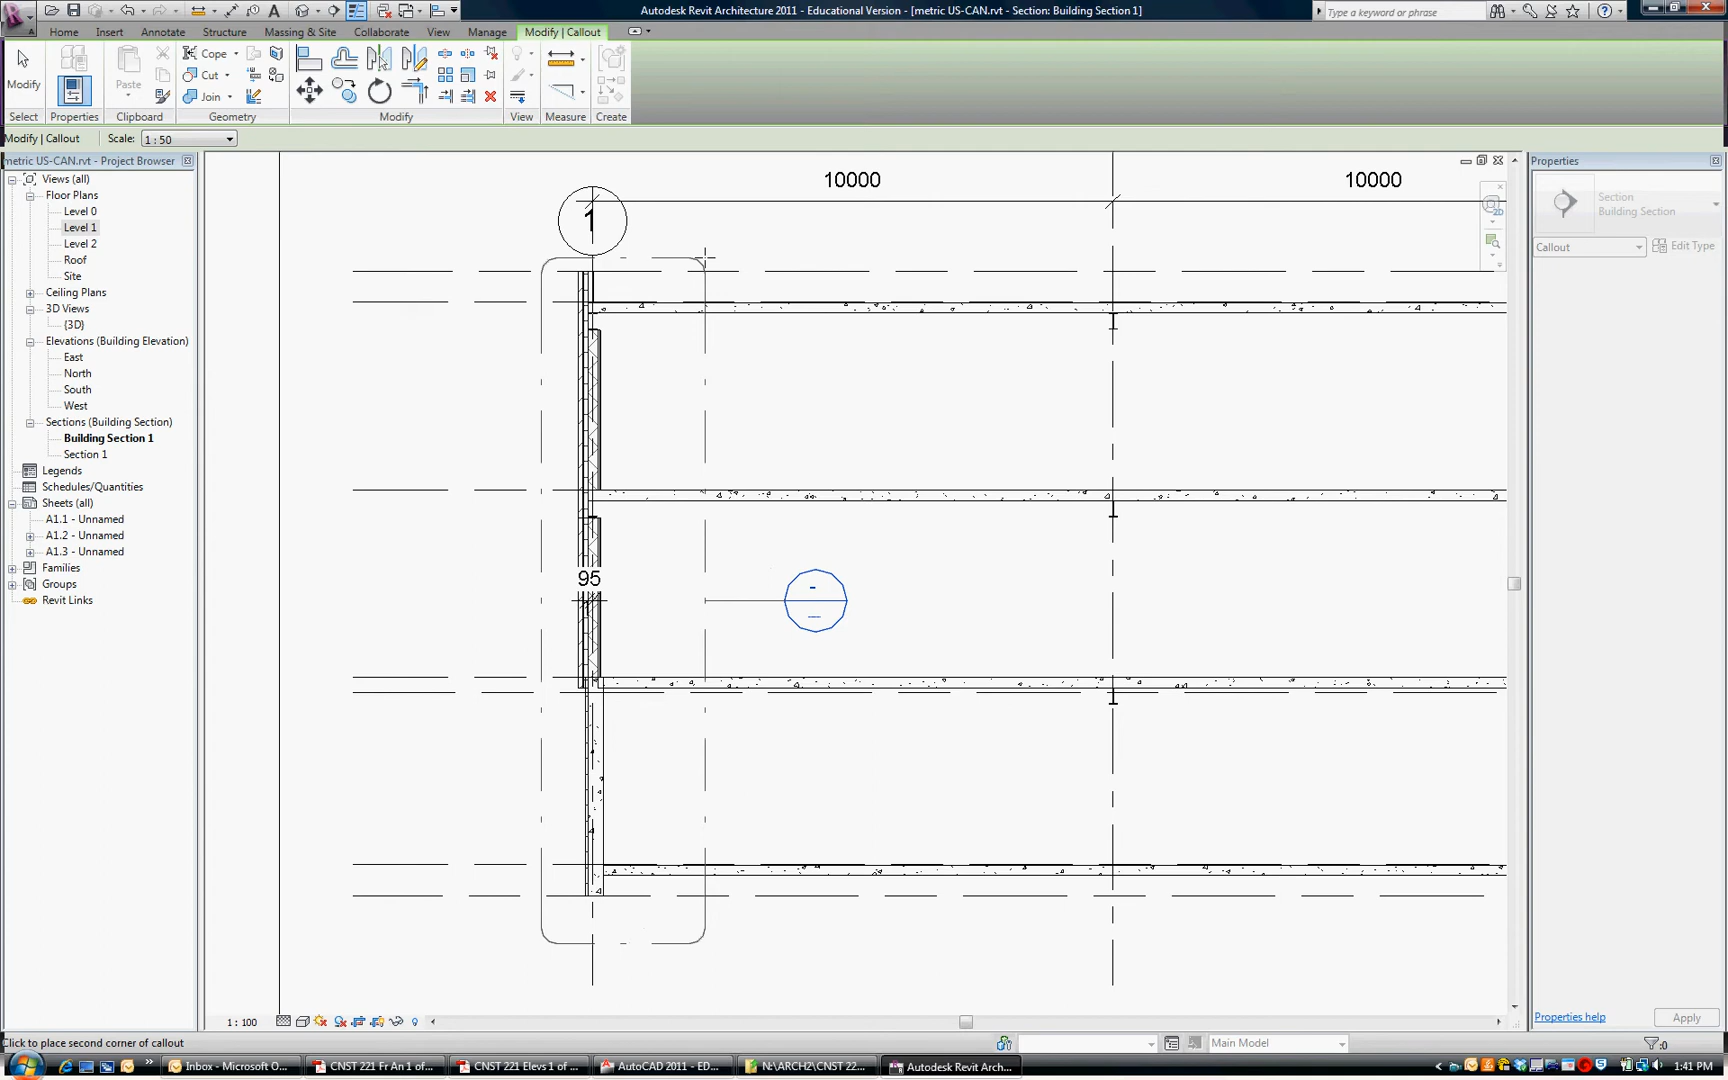 Autodesk Revit Architecture 2011 - Educational Version - [metric US-CAN.rvt - Section: Building Section 1]
Type a keyword or phrase
Home Insert Annotate Structure Massing & Site Collaborate View Manage Modify | Callout
Modify Paste Cope Cut Join
Select Properties Clipboard Geometry Modify View Measure Create
Modify | Callout Scale: 1 : 50
metric US-CAN.rvt - Project Browser
Views (all)
Floor Plans
Level 0
Level 1
Level 2
Roof
Site
Ceiling Plans
3D Views
{3D}
Elevations (Building Elevation)
East
North
South
West
Sections (Building Section)
Building Section 1
Section 1
Legends
Schedules/Quantities
Sheets (all)
A1.1 - Unnamed
A1.2 - Unnamed
A1.3 - Unnamed
Families
Groups
Revit Links
10000 10000
1
2D
95
Properties
Section
Building Section
Callout Edit Type
Properties help Apply
1 : 100
Click to place second corner of callout
Main Model
:0
Inbox - Microsoft O... CNST 221 Fr An 1 of... CNST 221 Elevs 1 of ... AutoCAD 2011 - ED... N:\ARCH2\CNST 22... Autodesk Revit Arch...
1:41 PM